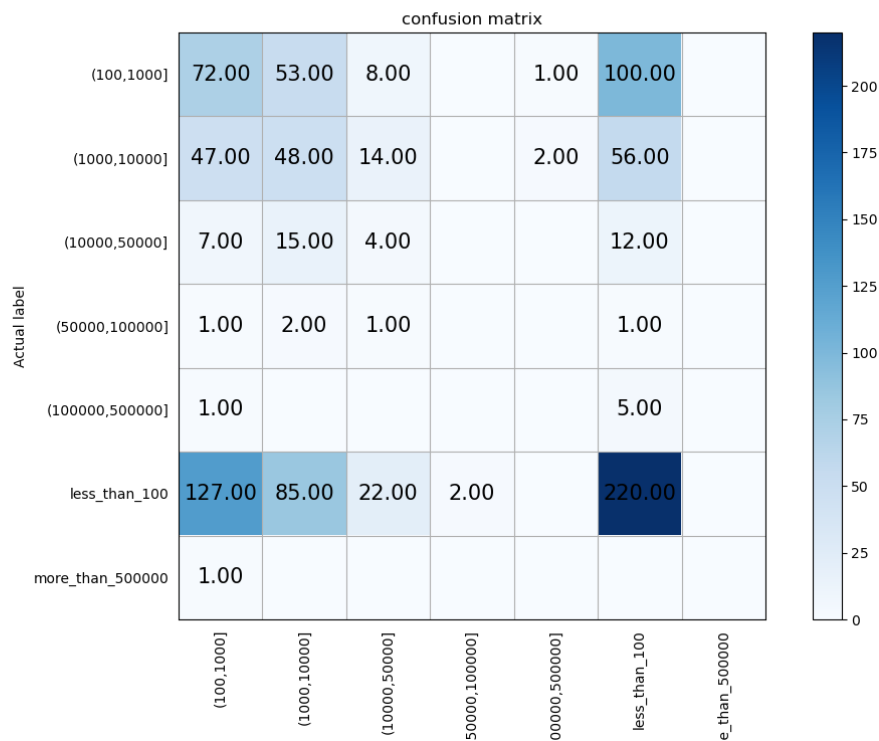 confusion matrix
(100,1000] 72.00 53.00 8.00 1.00 100.00
(1000,10000] 47.00 48.00 14.00 2.00 56.00
(10000,50000] 7.00 15.00 4.00 12.00
(50000,100000] 1.00 2.00 1.00 1.00
(100000,500000] 1.00 5.00
less_than_100 127.00 85.00 22.00 2.00 220.00
more_than_500000 1.00
Actual label
(100,1000]
(1000,10000]
(10000,50000]
50000,100000]
00000,500000]
less_than_100
e_than_500000
200
175
150
125
100
75
50
25
0